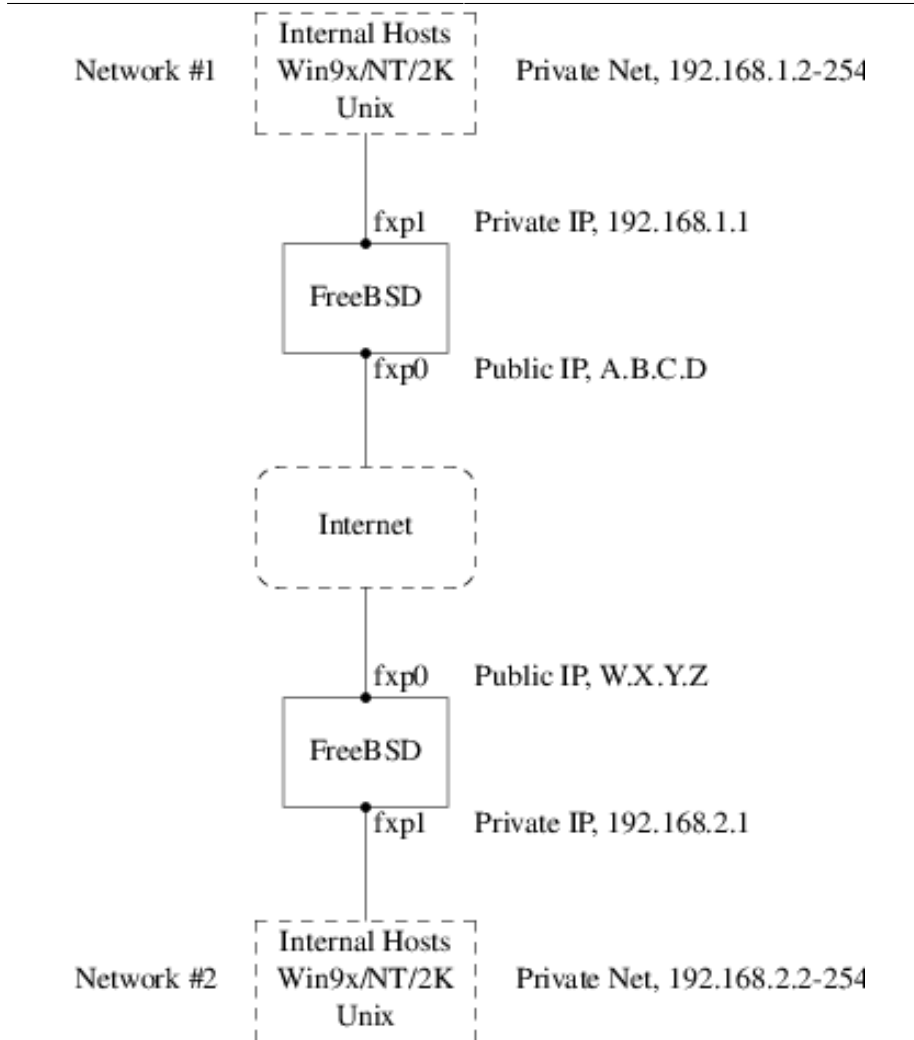 Internal Hosts
Network #1 Win9x/NT/2K Private Net, 192.168.1.2-254
Unix
fxp1 Private IP, 192.168.1.1
FreeBSD
fxp0 Public IP, A.B.C.D
Internet
fxp0 Public IP, W.X.Y.Z
FreeBSD
fxp1 Private IP, 192.168.2.1
Internal Hosts
Network #2 Win9x/NT/2K Private Net, 192.168.2.2-254
Unix